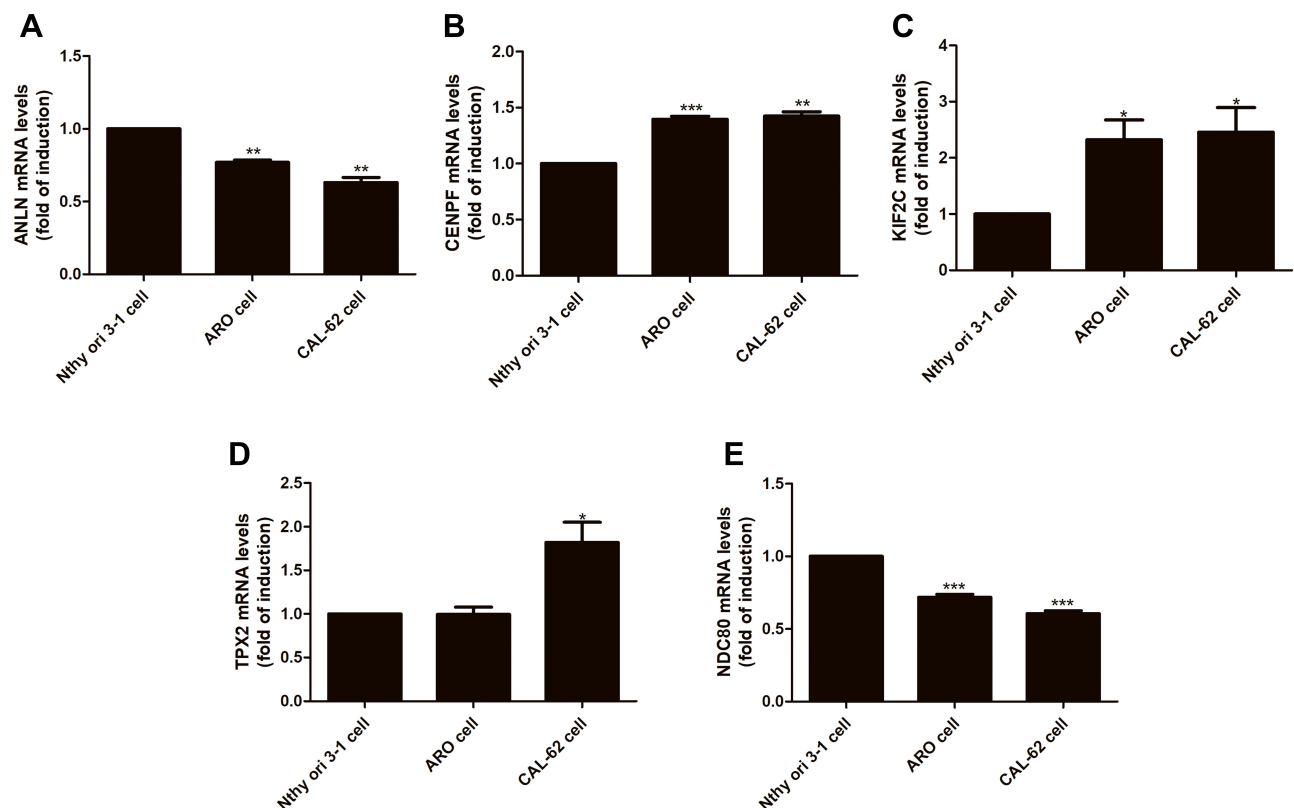 A
ANLN mRNA levels
(fold of induction)
1.5
1.0
0.5
0.0
**
**
Nthy ori 3-1 cell
ARO cell
CAL-62 cell
B
CENPF mRNA levels
(fold of induction)
2.0
1.5
1.0
0.5
0.0
***
**
Nthy ori 3-1 cell
ARO cell
CAL-62 cell
C
KIF2C mRNA levels
(fold of induction)
4
3
2
1
0
*
*
Nthy ori 3-1 cell
ARO cell
CAL-62 cell
D
TPX2 mRNA levels
(fold of induction)
2.5
2.0
1.5
1.0
0.5
0.0
*
Nthy ori 3-1 cell
ARO cell
CAL-62 cell
E
NDC80 mRNA levels
(fold of induction)
1.5
1.0
0.5
0.0
***
***
Nthy ori 3-1 cell
ARO cell
CAL-62 cell